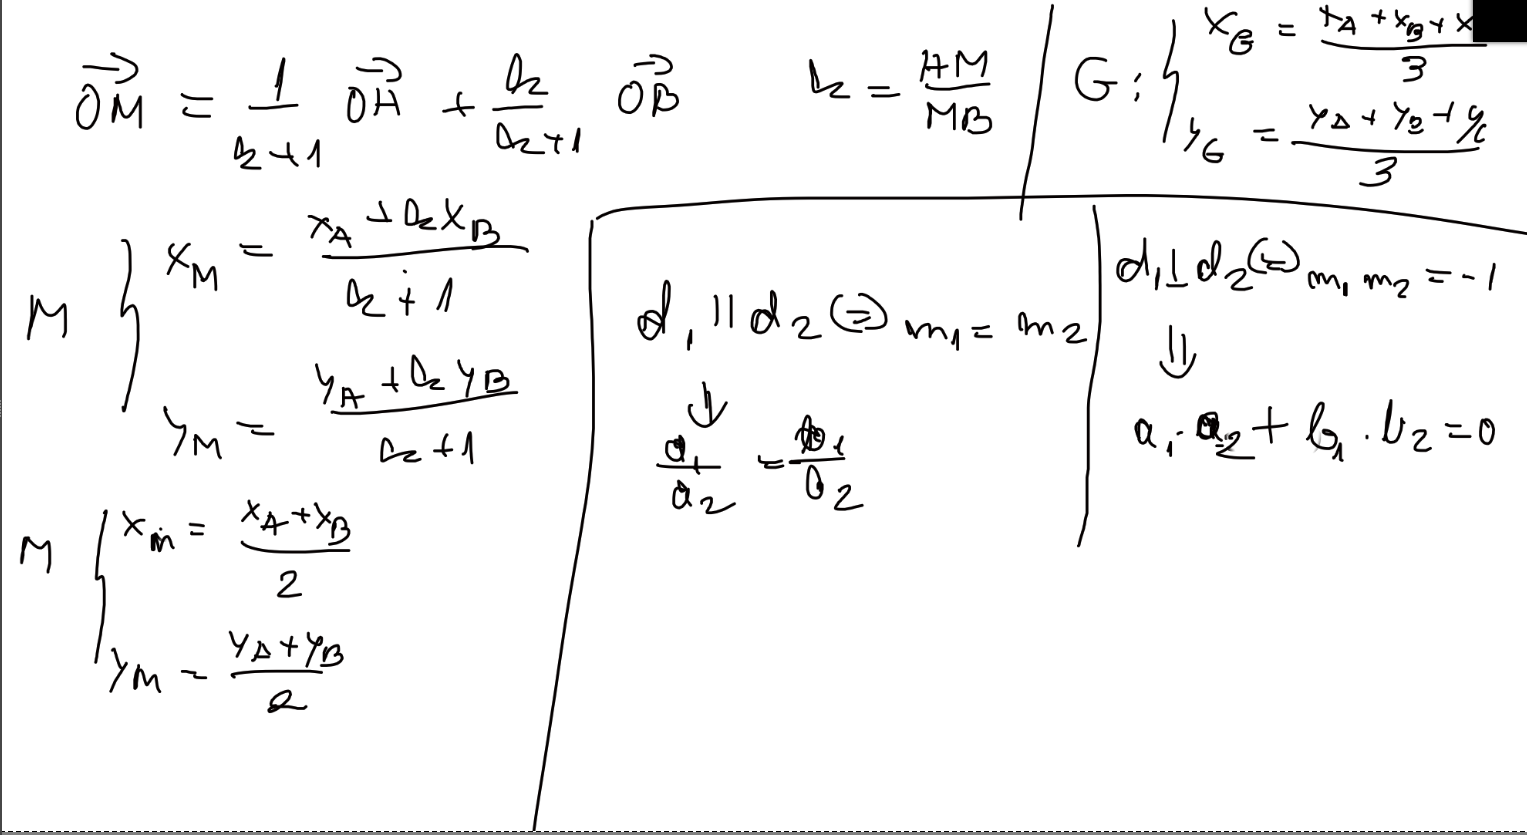 $\overrightarrow{OM} = \frac{1}{k+1} \overrightarrow{OA} + \frac{k}{k+1} \overrightarrow{OB}$
$k = \frac{AM}{MB}$
$G : \begin{cases} x_G = \frac{x_A + x_B + x}{3} \\ y_G = \frac{y_A + y_B + y_C}{3} \end{cases}$
$M \begin{cases} x_M = \frac{x_A + k x_B}{k+1} \\ y_M = \frac{y_A + k y_B}{k+1} \end{cases}$
$M \begin{cases} x_m = \frac{x_A + x_B}{2} \\ y_M = \frac{y_A + y_B}{2} \end{cases}$
$d_1 \parallel d_2 \Leftrightarrow m_1 = m_2$
$\Downarrow$
$\frac{a_1}{a_2} = \frac{b_1}{b_2}$
$d_1 \perp d_2 \Leftrightarrow m_1 m_2 = -1$
$\Downarrow$
$a_1 \cdot a_2 + b_1 \cdot b_2 = 0$